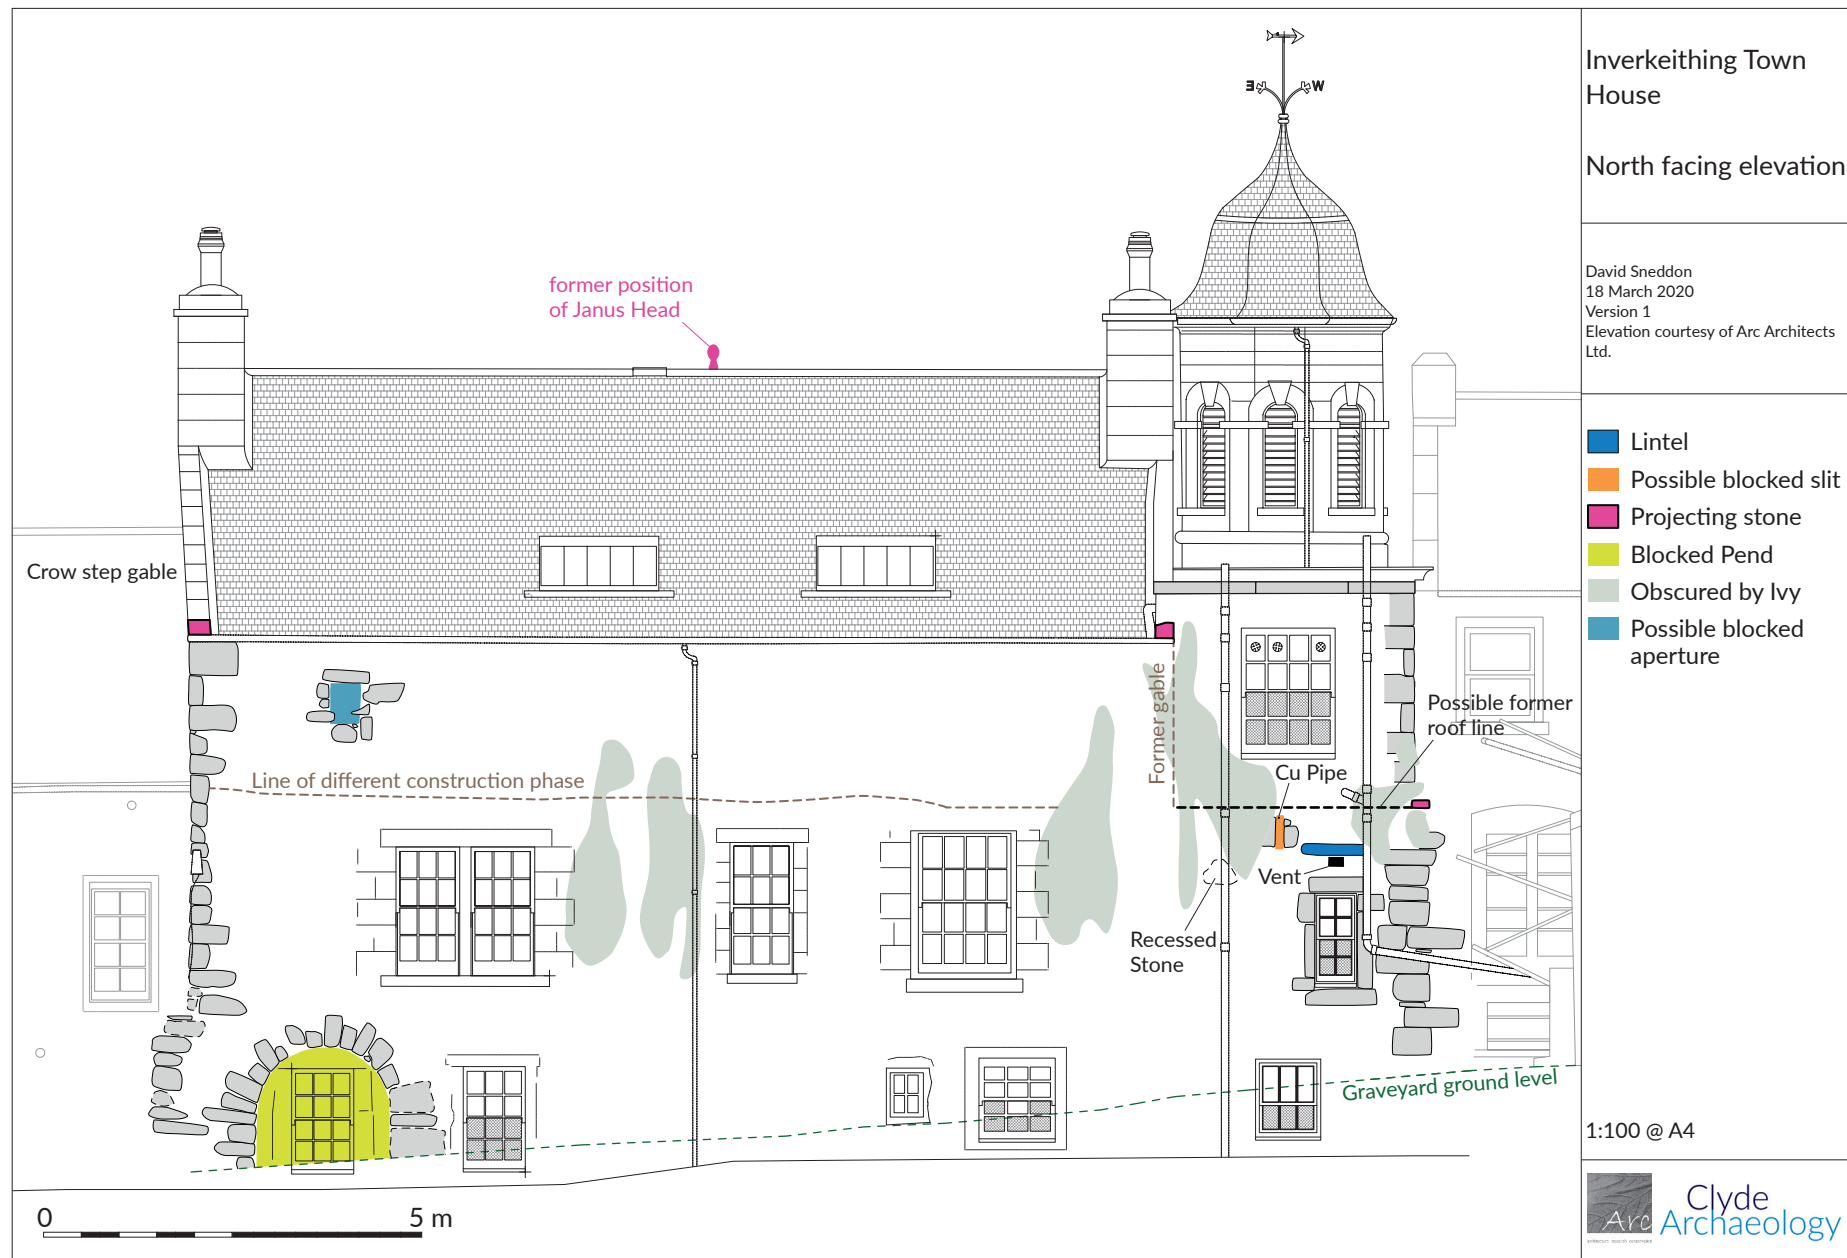 Inverkeithing Town
House
North facing elevation
David Sneddon
18 March 2020
Version 1
Elevation courtesy of Arc Architects
Ltd.
Lintel
Possible blocked slit
Projecting stone
Blocked Pend
Obscured by Ivy
Possible blocked
aperture
E W
former position
of Janus Head
Crow step gable
Former gable
Possible former
roof line
Line of different construction phase
Cu Pipe
Vent
Recessed
Stone
Graveyard ground level
0 5 m
1:100 @ A4
Arc
Clyde
Archaeology